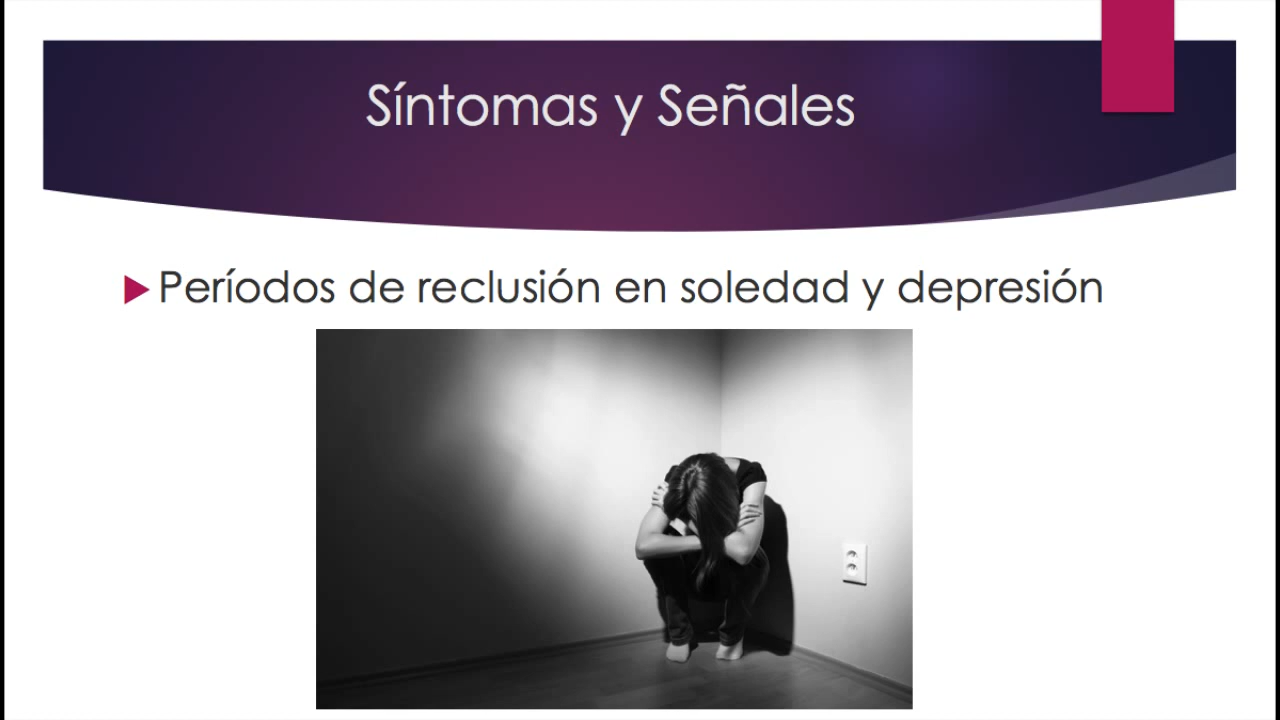 Síntomas y Señales
Períodos de reclusión en soledad y depresión